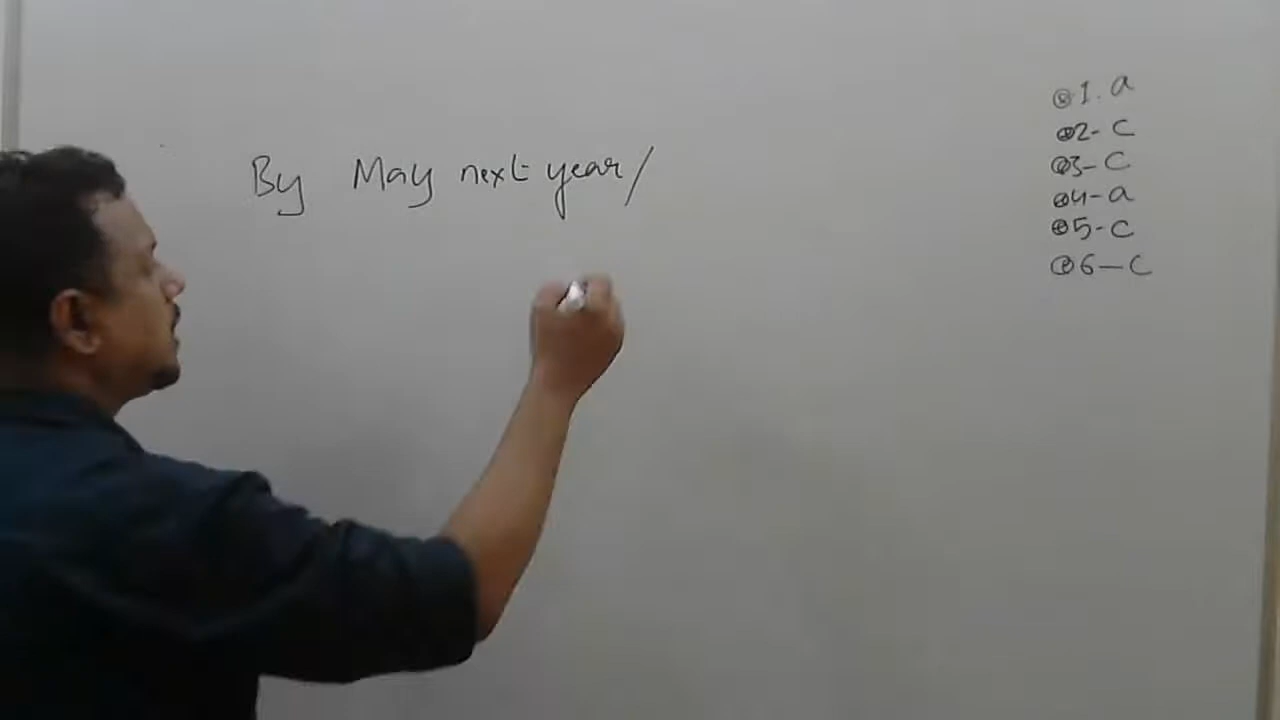 By May next year/
1. a
2- C
3- C
4- a
5- C
6- C